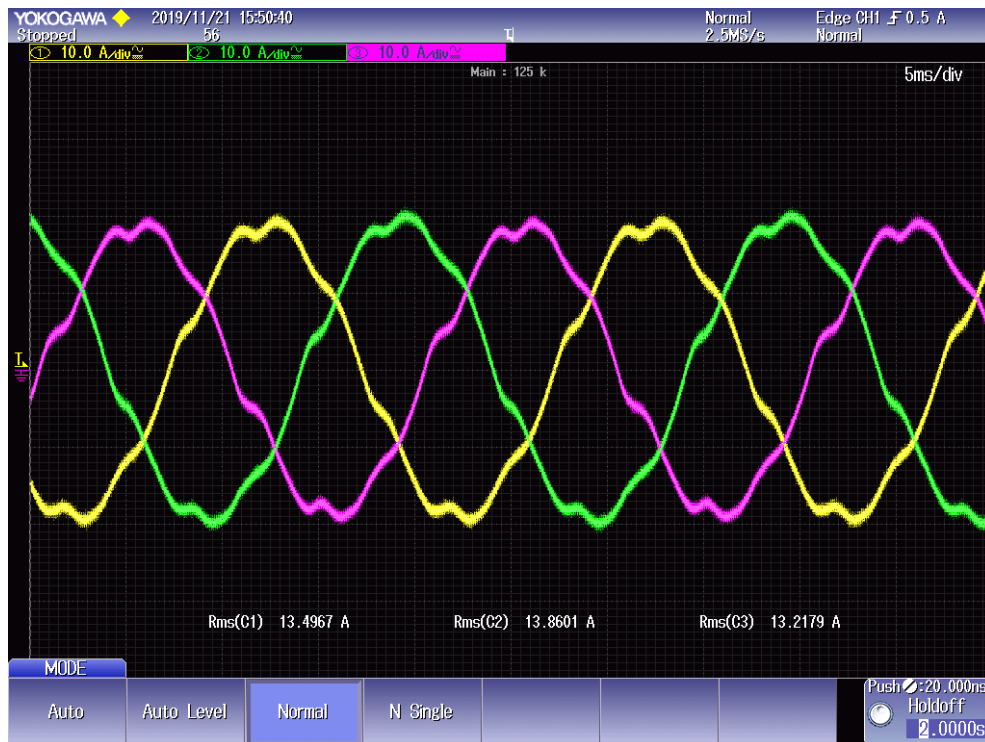 YOKOGAWA 2019/11/21 15:50:40 Normal Edge CH1 0.5 A
Stopped 56 2.5MS/s Normal
1 10.0 A/div 2 10.0 A/div 3 10.0 A/div
Main : 125 k
5ms/div
T
Rms(C1) 13.4967 A Rms(C2) 13.8601 A Rms(C3) 13.2179 A
MODE
Auto Auto Level Normal N Single
Push :20.000ns
Holdoff
2.0000s